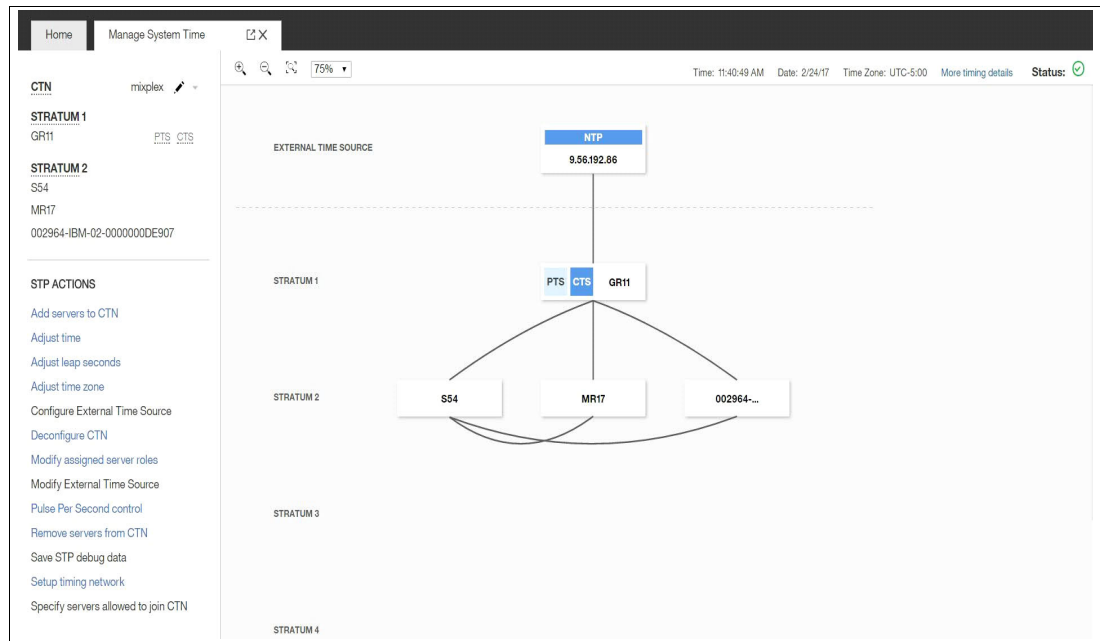 Home
Manage System Time
75%
Time: 11:40:49 AM Date: 2/24/17 Time Zone: UTC-5:00 More timing details Status:
CTN mixplex
STRATUM 1
GR11 PTS CTS
STRATUM 2
S54
MR17
002964-IBM-02-0000000DE907
STP ACTIONS
Add servers to CTN
Adjust time
Adjust leap seconds
Adjust time zone
Configure External Time Source
Deconfigure CTN
Modify assigned server roles
Modify External Time Source
Pulse Per Second control
Remove servers from CTN
Save STP debug data
Setup timing network
Specify servers allowed to join CTN
EXTERNAL TIME SOURCE
NTP
9.56.192.86
STRATUM 1
PTS CTS GR11
STRATUM 2
S54 MR17 002964-...
STRATUM 3
STRATUM 4